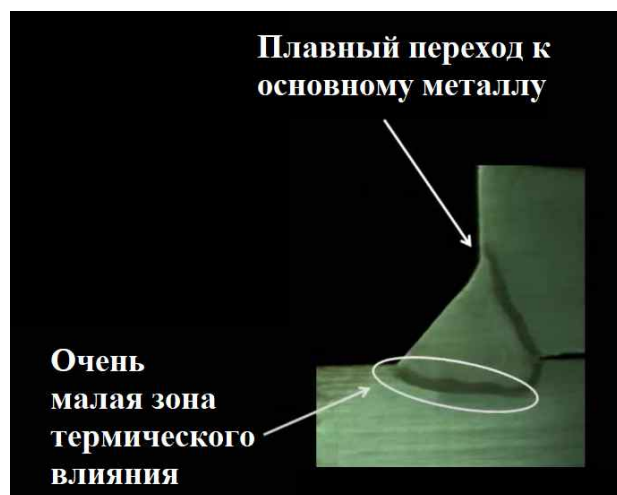 Плавный переход к
основному металлу
Очень
малая зона
термического
влияния